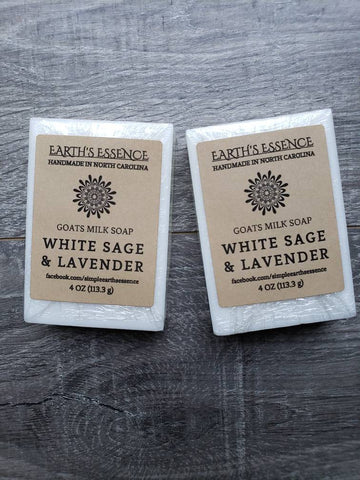 EARTH'S ESSENCE
HANDMADE IN NORTH CAROLINA
GOATS MILK SOAP
WHITE SAGE
& LAVENDER
facebook.com/simpleearthessence
4 OZ (113.3 g)
EARTH'S ESSENCE
HANDMADE IN NORTH CAROLINA
GOATS MILK SOAP
WHITE SAGE
& LAVENDER
facebook.com/simpleearthessence
4 OZ (113.3 g)